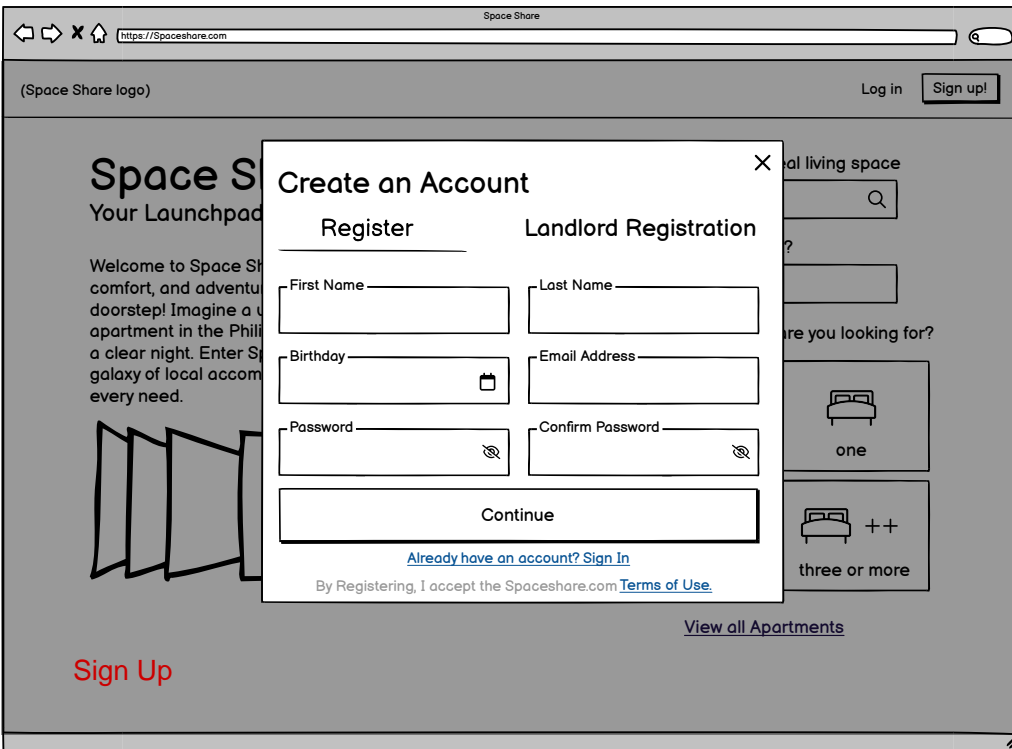 Space Share
https://Spaceshare.com
(Space Share logo)
Log in
Sign up!
Space S
Your Launchpad
Welcome to Space Sh
comfort, and adventu
doorstep! Imagine a u
apartment in the Phili
a clear night. Enter Sp
galaxy of local accom
every need.
Create an Account
Register
Landlord Registration
First Name
Last Name
Birthday
Email Address
Password
Confirm Password
Continue
Already have an account? Sign In
By Registering, I accept the Spaceshare.com Terms of Use.
al living space
?
re you looking for?
one
++
three or more
View all Apartments
Sign Up